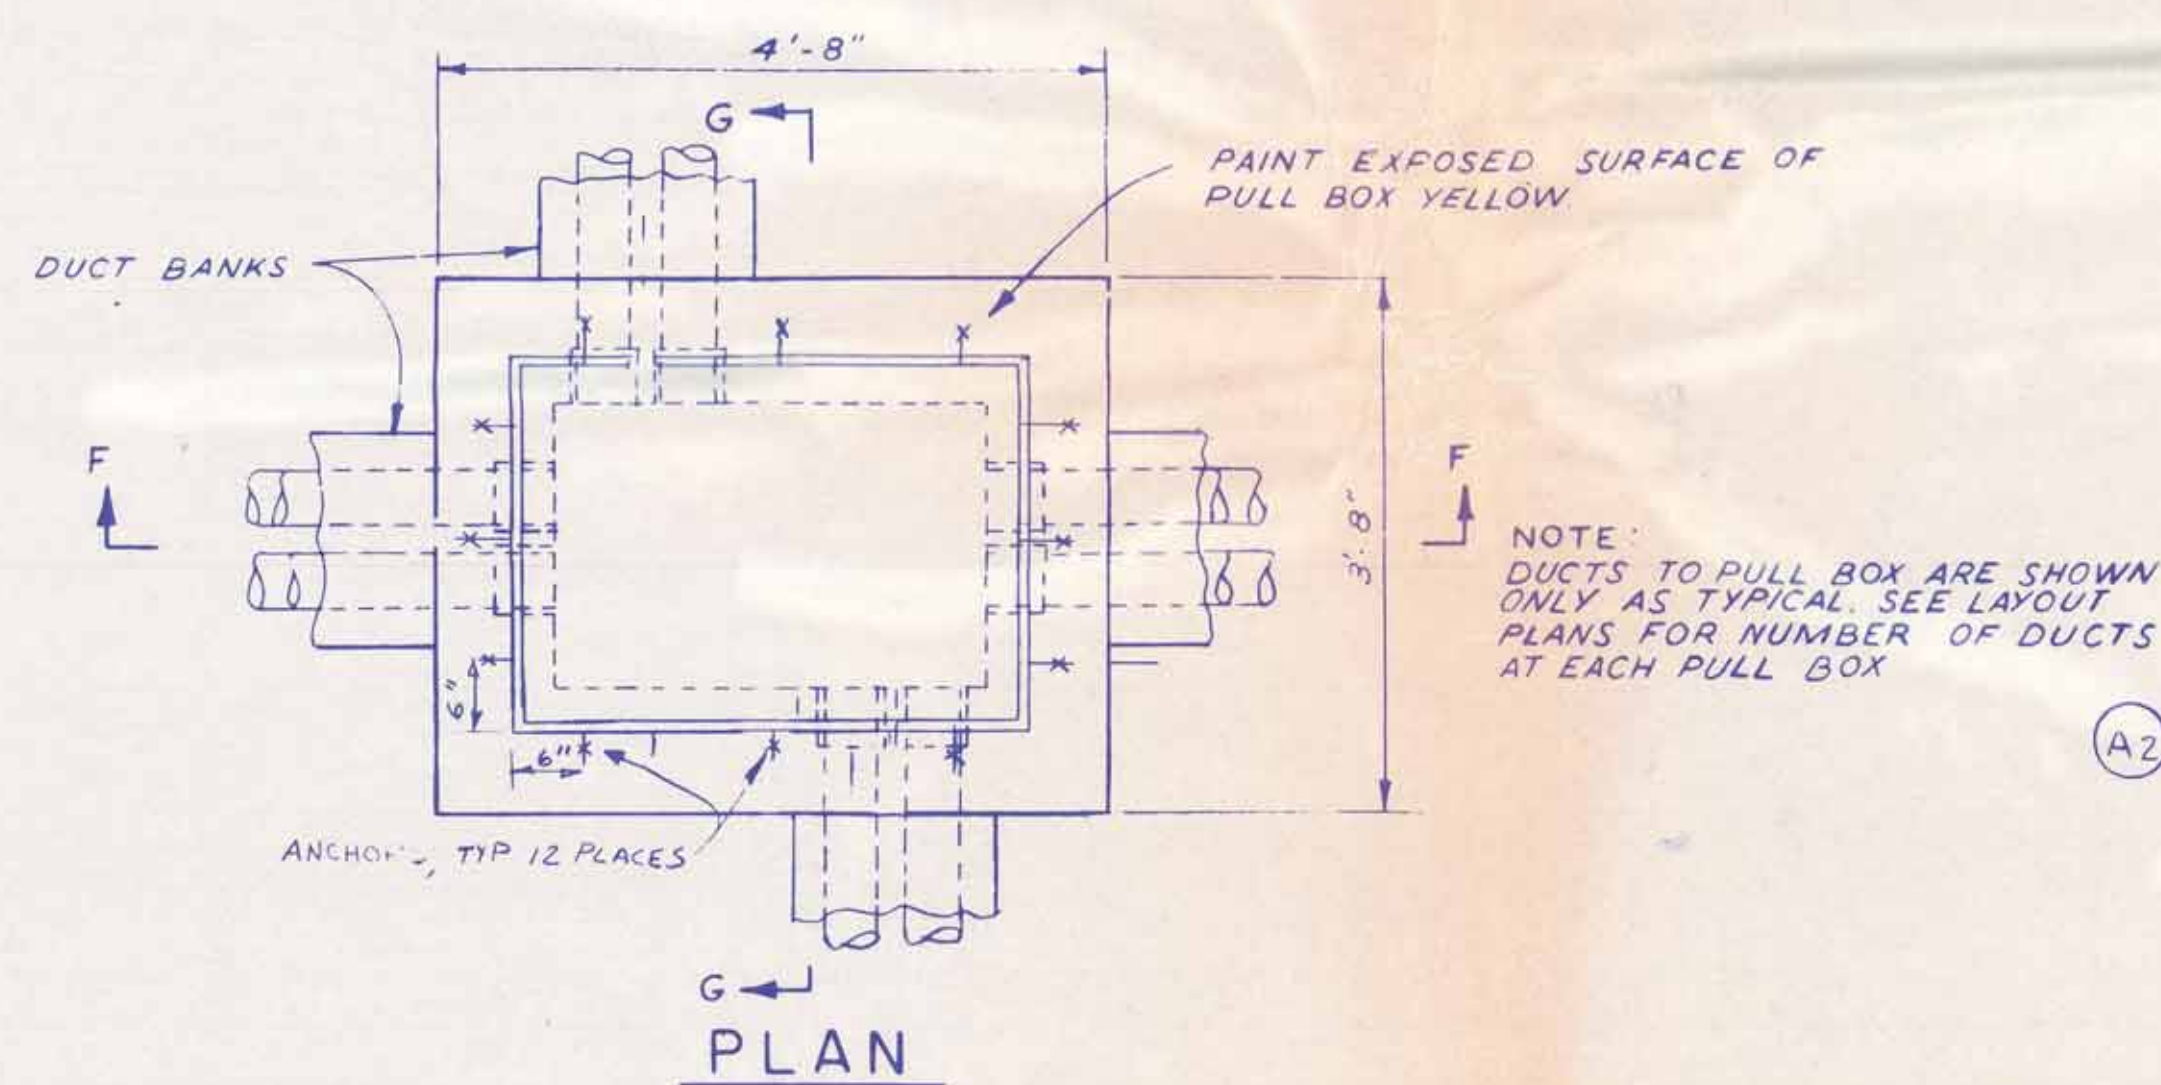 4'-8"
G
PAINT EXPOSED SURFACE OF
PULL BOX YELLOW.
DUCT BANKS
F
F
3'-8"
NOTE:
DUCTS TO PULL BOX ARE SHOWN
ONLY AS TYPICAL. SEE LAYOUT
PLANS FOR NUMBER OF DUCTS
AT EACH PULL BOX
6"
A2
6"
TYP 12 PLACES
G
PLAN